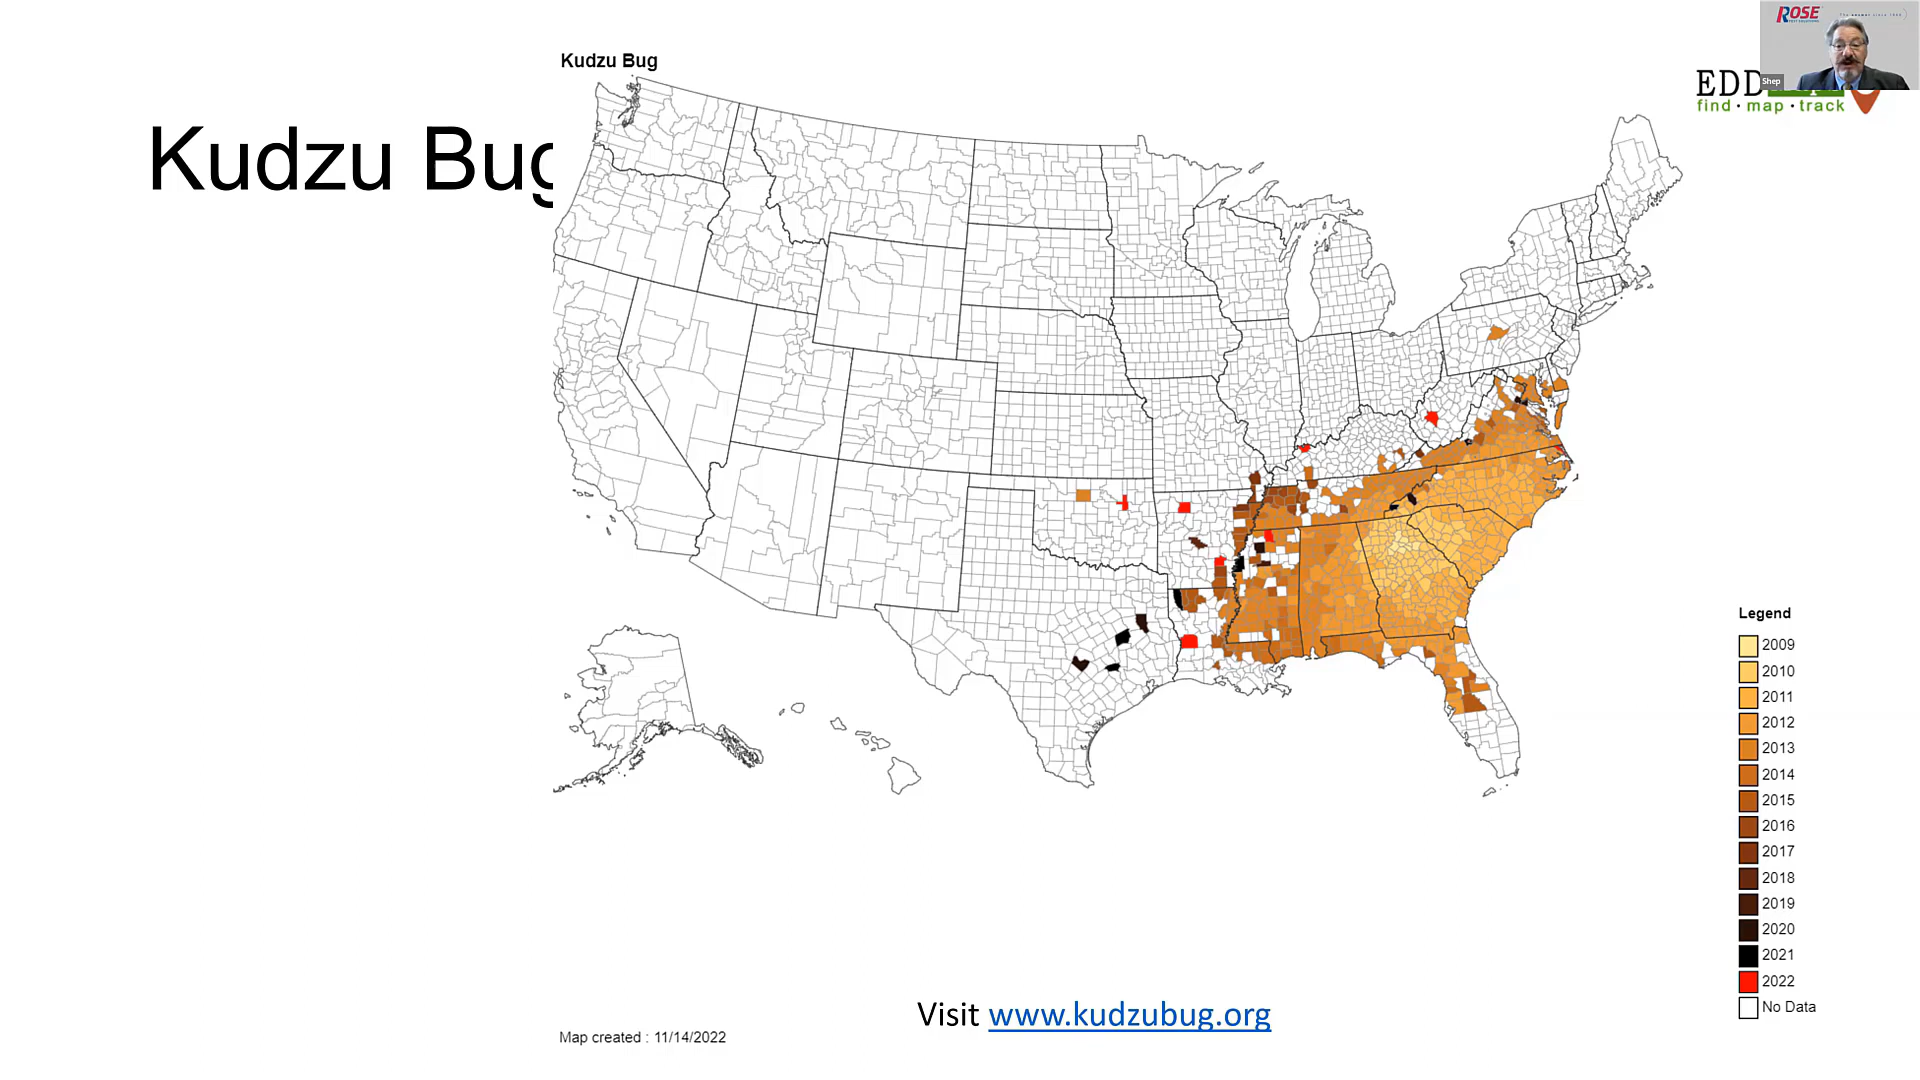 Kudzu Bug
Kudzu Bug
ROSE
Shep
EDD
find · map · track
Legend
2009
2010
2011
2012
2013
2014
2015
2016
2017
2018
2019
2020
2021
2022
No Data
Visit www.kudzubug.org
Map created : 11/14/2022